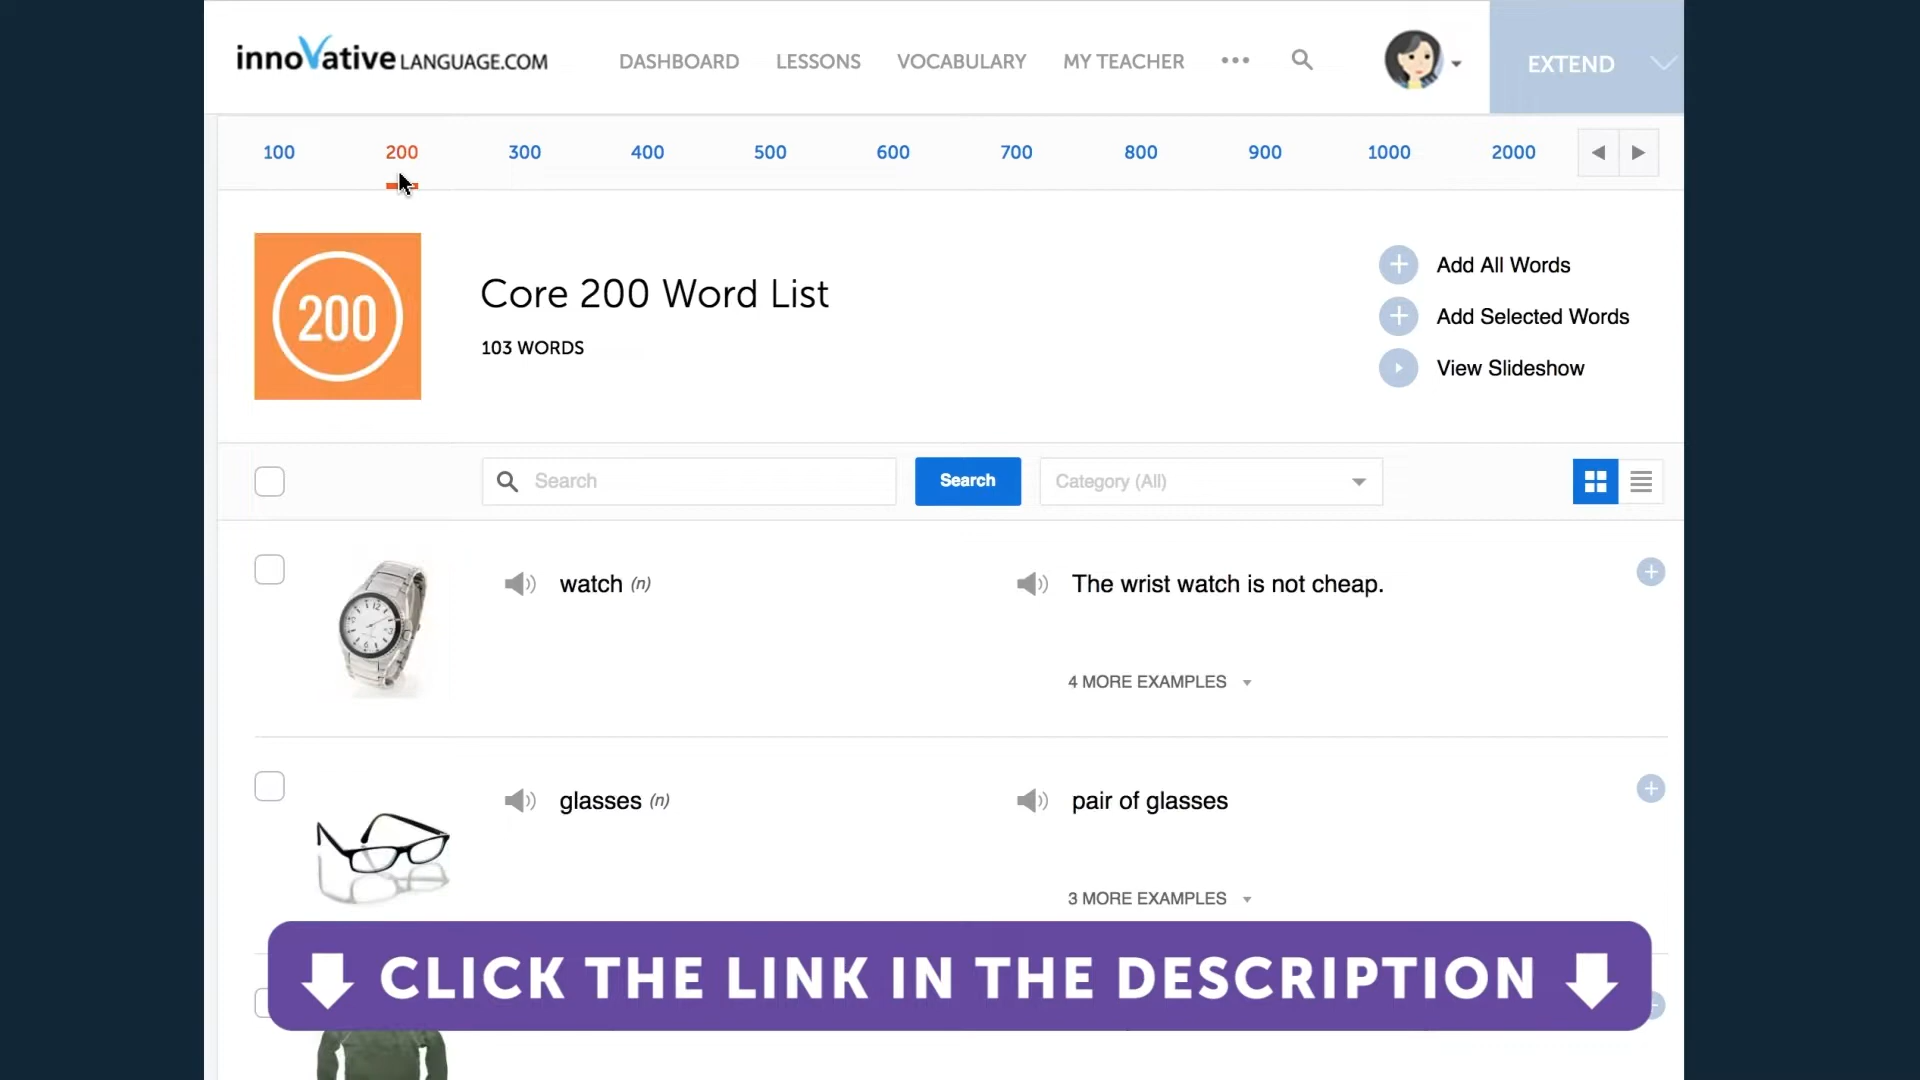 innoVative LANGUAGE.COM DASHBOARD LESSONS VOCABULARY MY TEACHER ••• EXTEND
100 200 300 400 500 600 700 800 900 1000 2000
200
Core 200 Word List
103 WORDS
Add All Words
Add Selected Words
View Slideshow
Search Search Category (All)
watch (n) The wrist watch is not cheap.
4 MORE EXAMPLES
glasses (n) pair of glasses
3 MORE EXAMPLES
CLICK THE LINK IN THE DESCRIPTION